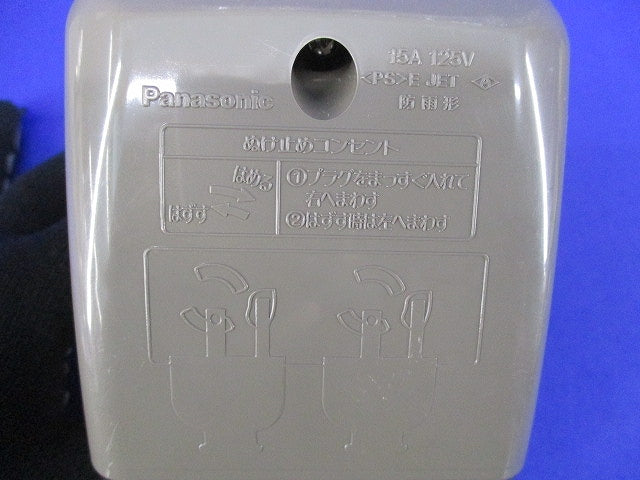 15A 125V
<PS>E JET
Panasonic
防雨形
ぬけ止めコンセント
はめる
はずす
①プラグをまっすぐ入れて
右へまわす
②はずす時は左へまわす